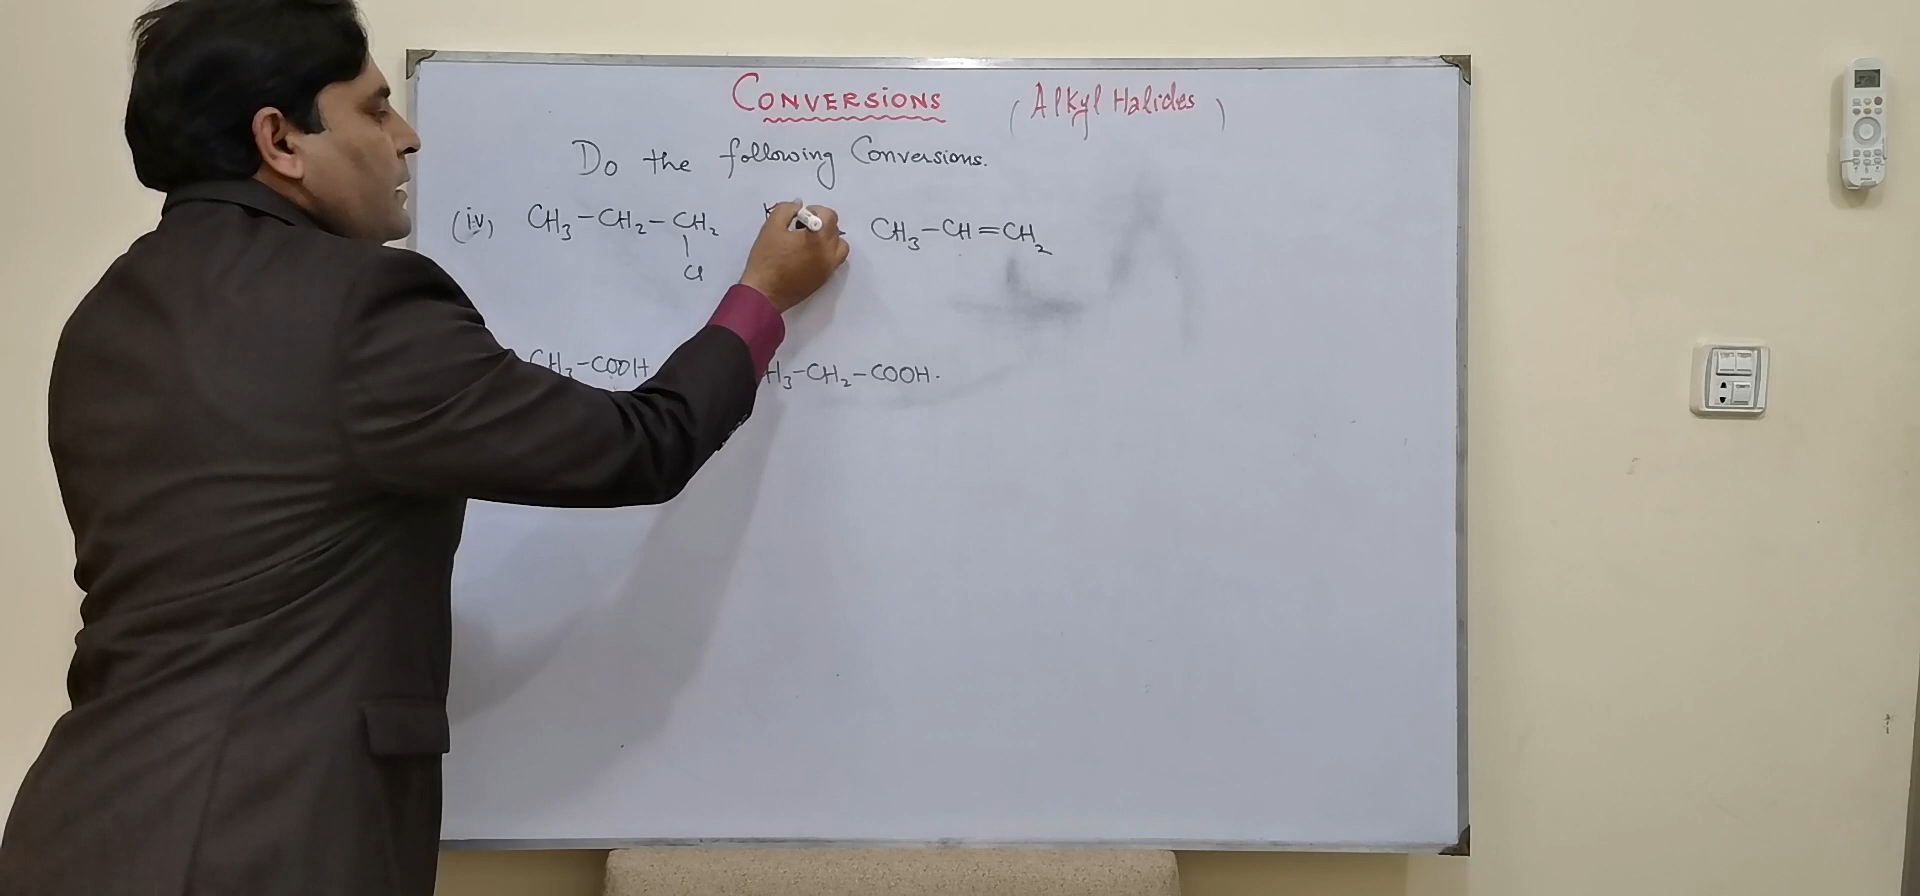 CONVERSIONS (Alkyl Halides)
Do the following Conversions.
(iv) CH₃-CH₂-CH₂ K CH₃-CH=CH₂
|
Cl
CH₃-COOH H₃-CH₂-COOH.